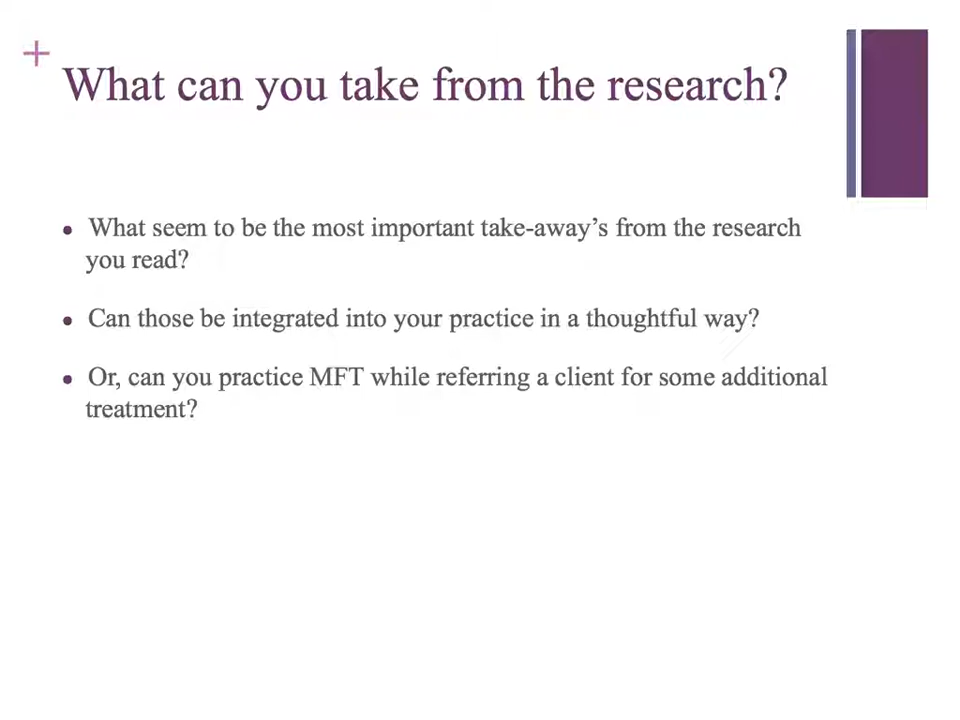 +
What can you take from the research?
• What seem to be the most important take-away’s from the research
you read?
• Can those be integrated into your practice in a thoughtful way?
• Or, can you practice MFT while referring a client for some additional
treatment?